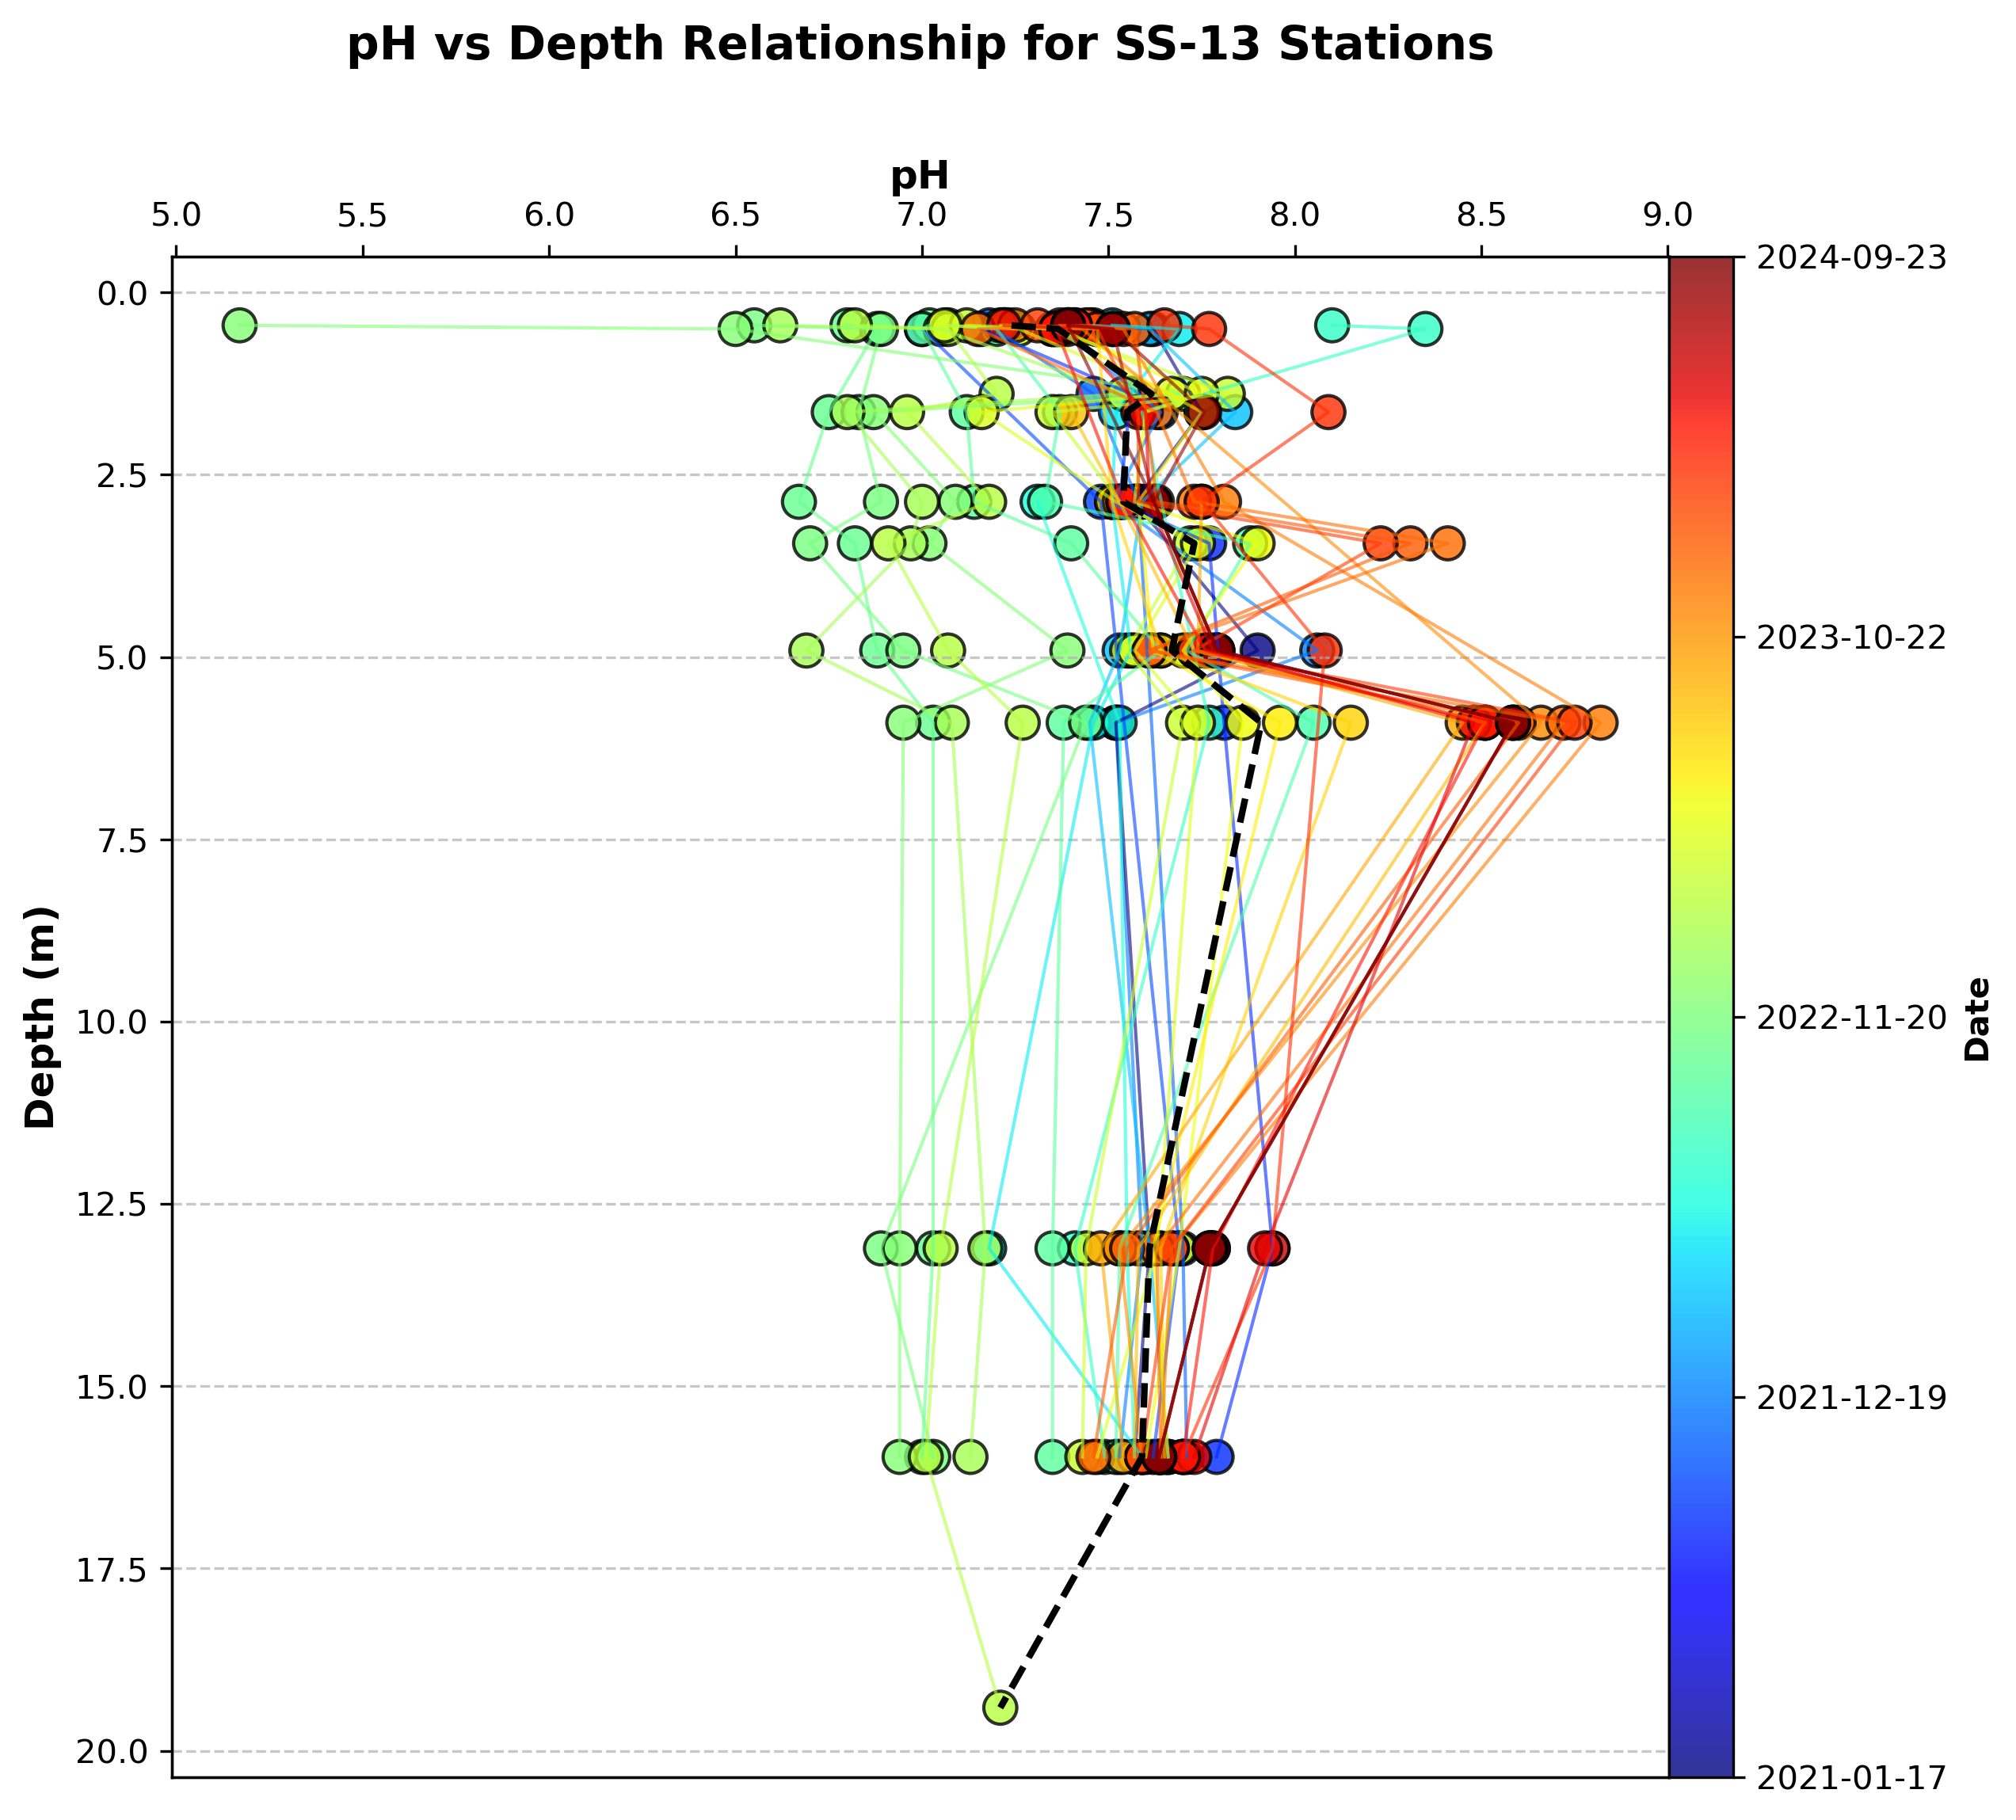 pH vs Depth Relationship for SS-13 Stations
pH
5.0 5.5 6.0 6.5 7.0 7.5 8.0 8.5 9.0
0.0
2.5
5.0
7.5
10.0
12.5
15.0
17.5
20.0
Depth (m)
2024-09-23
2023-10-22
2022-11-20
2021-12-19
2021-01-17
Date